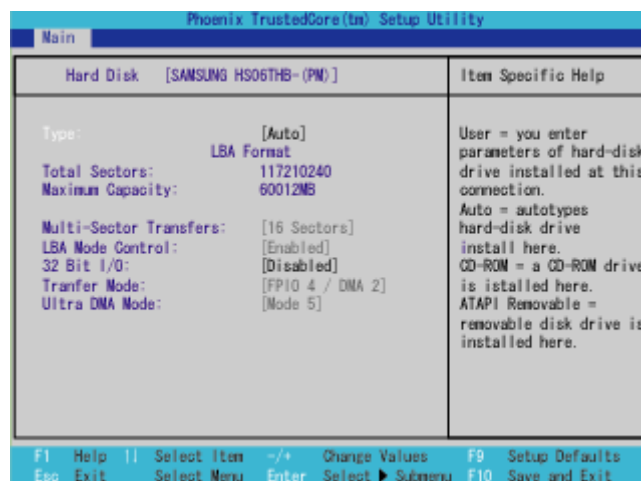 Phoenix TrustedCore(tm) Setup Utility
Main
Hard Disk [SAMSUNG HS06THB-(PM)]
Item Specific Help
Type: [Auto]
LBA Format
Total Sectors: 117210240
Maximum Capacity: 60012MB
Multi-Sector Transfers: [16 Sectors]
LBA Mode Control: [Enabled]
32 Bit I/O: [Disabled]
Tranfer Mode: [FPIO 4 / DMA 2]
Ultra DMA Mode: [Mode 5]
User = you enter
parameters of hard-disk
drive installed at this
connection.
Auto = autotypes
hard-disk drive
install here.
CD-ROM = a CD-ROM drive
is istalled here.
ATAPI Removable =
removable disk drive is
installed here.
F1 Help Select Item -/+ Change Values F9 Setup Defaults
Esc Exit Select Menu Enter Select ▶ Submenu F10 Save and Exit